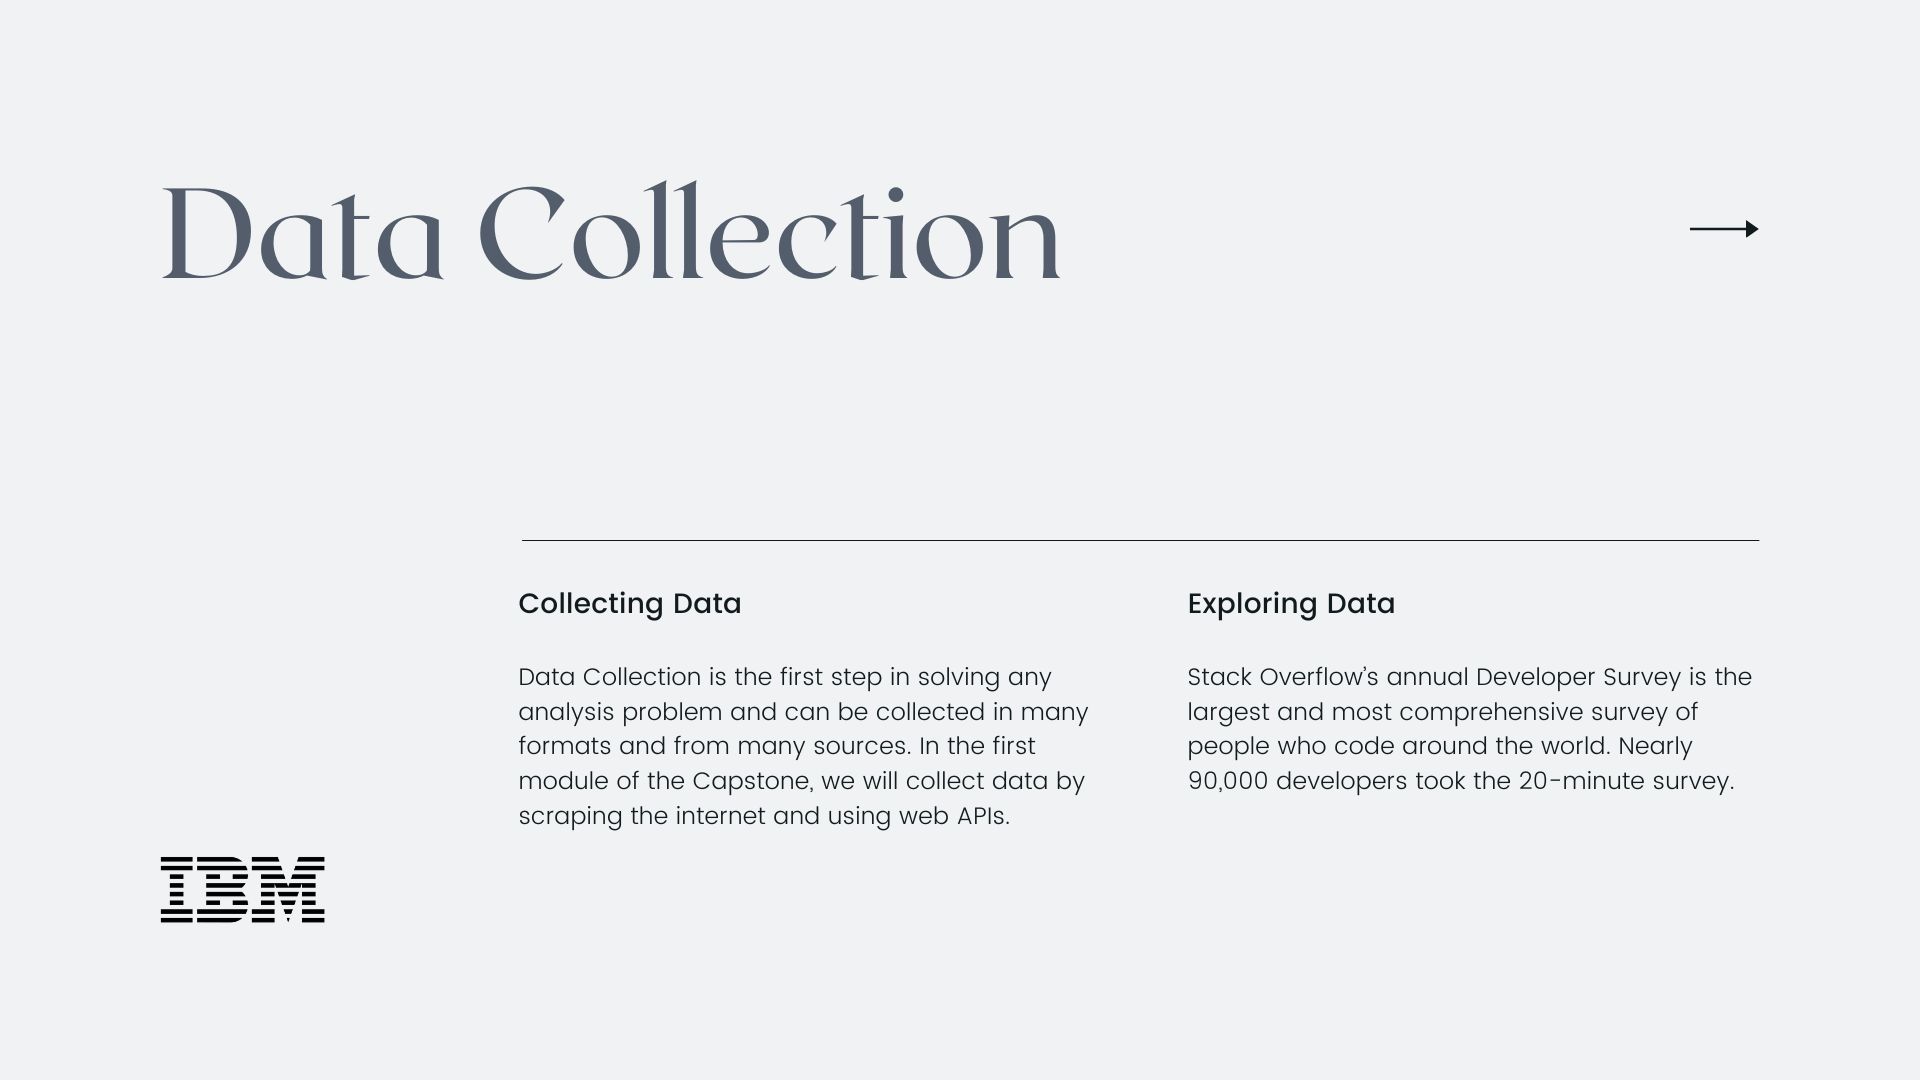 Data Collection
Collecting Data
Data Collection is the first step in solving any
analysis problem and can be collected in many
formats and from many sources. In the first
module of the Capstone, we will collect data by
scraping the internet and using web APIs.
Exploring Data
Stack Overflow’s annual Developer Survey is the
largest and most comprehensive survey of
people who code around the world. Nearly
90,000 developers took the 20-minute survey.
IBM